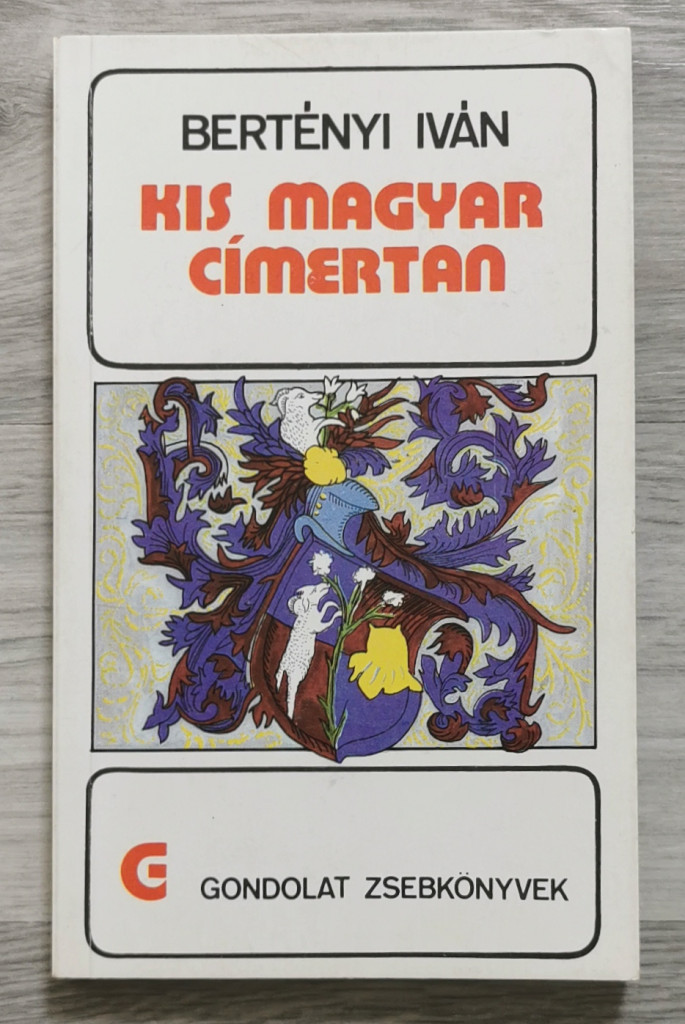 BERTÉNYI IVÁN
KIS MAGYAR
CÍMERTAN
G GONDOLAT ZSEBKÖNYVEK